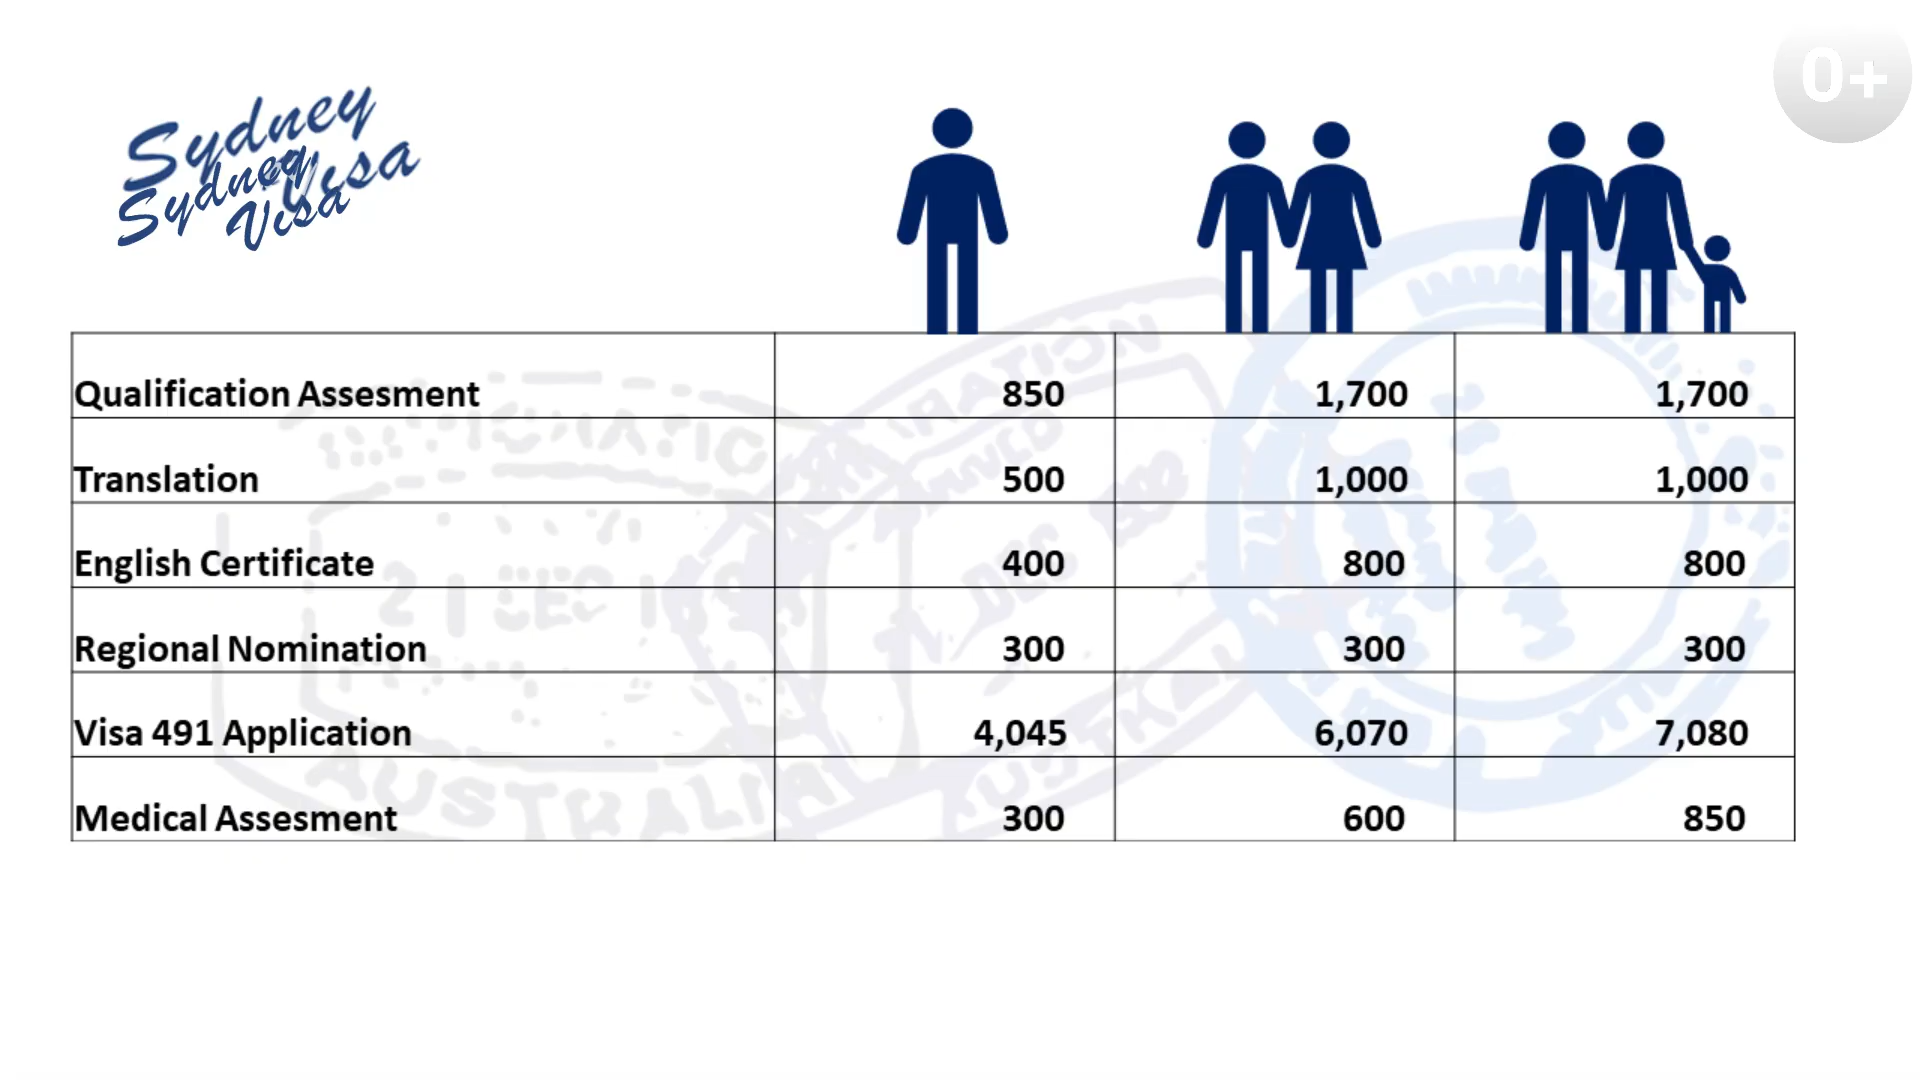 0+
Sydney
Visa
Sydney
Visa
Qualification Assesment 850 1,700 1,700
Translation 500 1,000 1,000
English Certificate 400 800 800
Regional Nomination 300 300 300
Visa 491 Application 4,045 6,070 7,080
Medical Assesment 300 600 850
AUSTRALIA